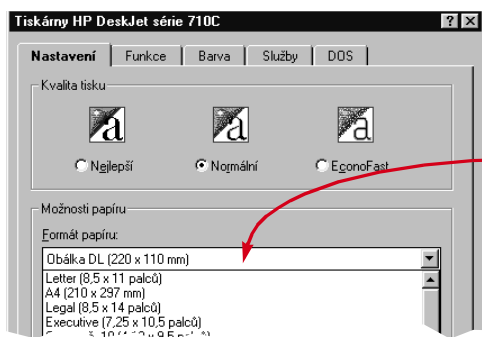 Tiskárny HP DeskJet série 710C
Nastavení Funkce Barva Služby DOS
Kvalita tisku
Nejlepší Normální EconoFast
Možnosti papíru
Formát papíru:
Obálka DL (220 x 110 mm)
Letter (8,5 x 11 palců)
A4 (210 x 297 mm)
Legal (8,5 x 14 palců)
Executive (7,25 x 10,5 palců)